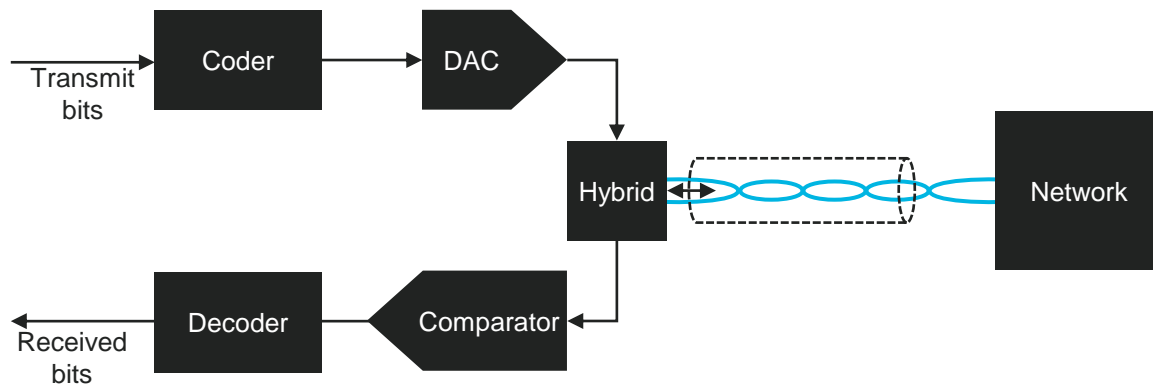 Transmit
bits
Coder
DAC
Hybrid
Network
Comparator
Decoder
Received
bits